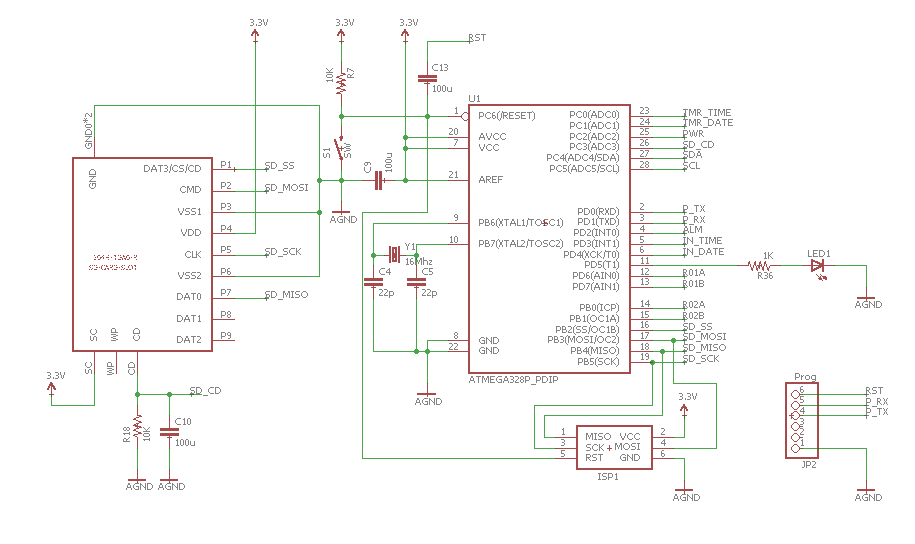 3.3V
3.3V
3.3V
RST
10K
R7
C13
100u
GND0*2
U1
1
PC6(/RESET)
20
AVCC
7
VCC
21
AREF
9
PB6(XTAL1/TOSC1)
10
PB7(XTAL2/TOSC2)
8
GND
22
GND
PC0(ADC0)
23
TMR_TIME
PC1(ADC1)
24
TMR_DATE
PC2(ADC2)
25
PWR
PC3(ADC3)
26
SD_CD
PC4(ADC4/SDA)
27
SDA
PC5(ADC5/SCL)
28
SCL
PD0(RXD)
2
P_TX
PD1(TXD)
3
P_RX
PD2(INT0)
4
ALM
PD3(INT1)
5
IN_TIME
PD4(XCK/T0)
6
IN_DATE
PD5(T1)
11
PD6(AIN0)
12
R01A
PD7(AIN1)
13
R01B
PB0(ICP)
14
R02A
PB1(OC1A)
15
R02B
PB2(SS/OC1B)
16
SD_SS
PB3(MOSI/OC2)
17
SD_MOSI
PB4(MISO)
18
SD_MISO
PB5(SCK)
19
SD_SCK
ATMEGA328P_PDIP
S1
SW
C9
100u
AGND
GND
DAT3/CS/CD
P1
SD_SS
CMD
P2
SD_MOSI
VSS1
P3
VDD
P4
CLK
P5
SD_SCK
VSS2
P6
DAT0
P7
SD_MISO
DAT1
P8
DAT2
P9
SC
WP
CD
SC
WP
CD
Y1
16Mhz
C4
22p
C5
22p
AGND
1K
R36
LED1
AGND
3.3V
SD_CD
R18
10K
C10
100u
AGND
AGND
3.3V
1
MISO
VCC
2
3
SCK
MOSI
4
5
RST
GND
6
ISP1
AGND
Prog
6
RST
5
P_RX
4
P_TX
3
2
1
JP2
AGND